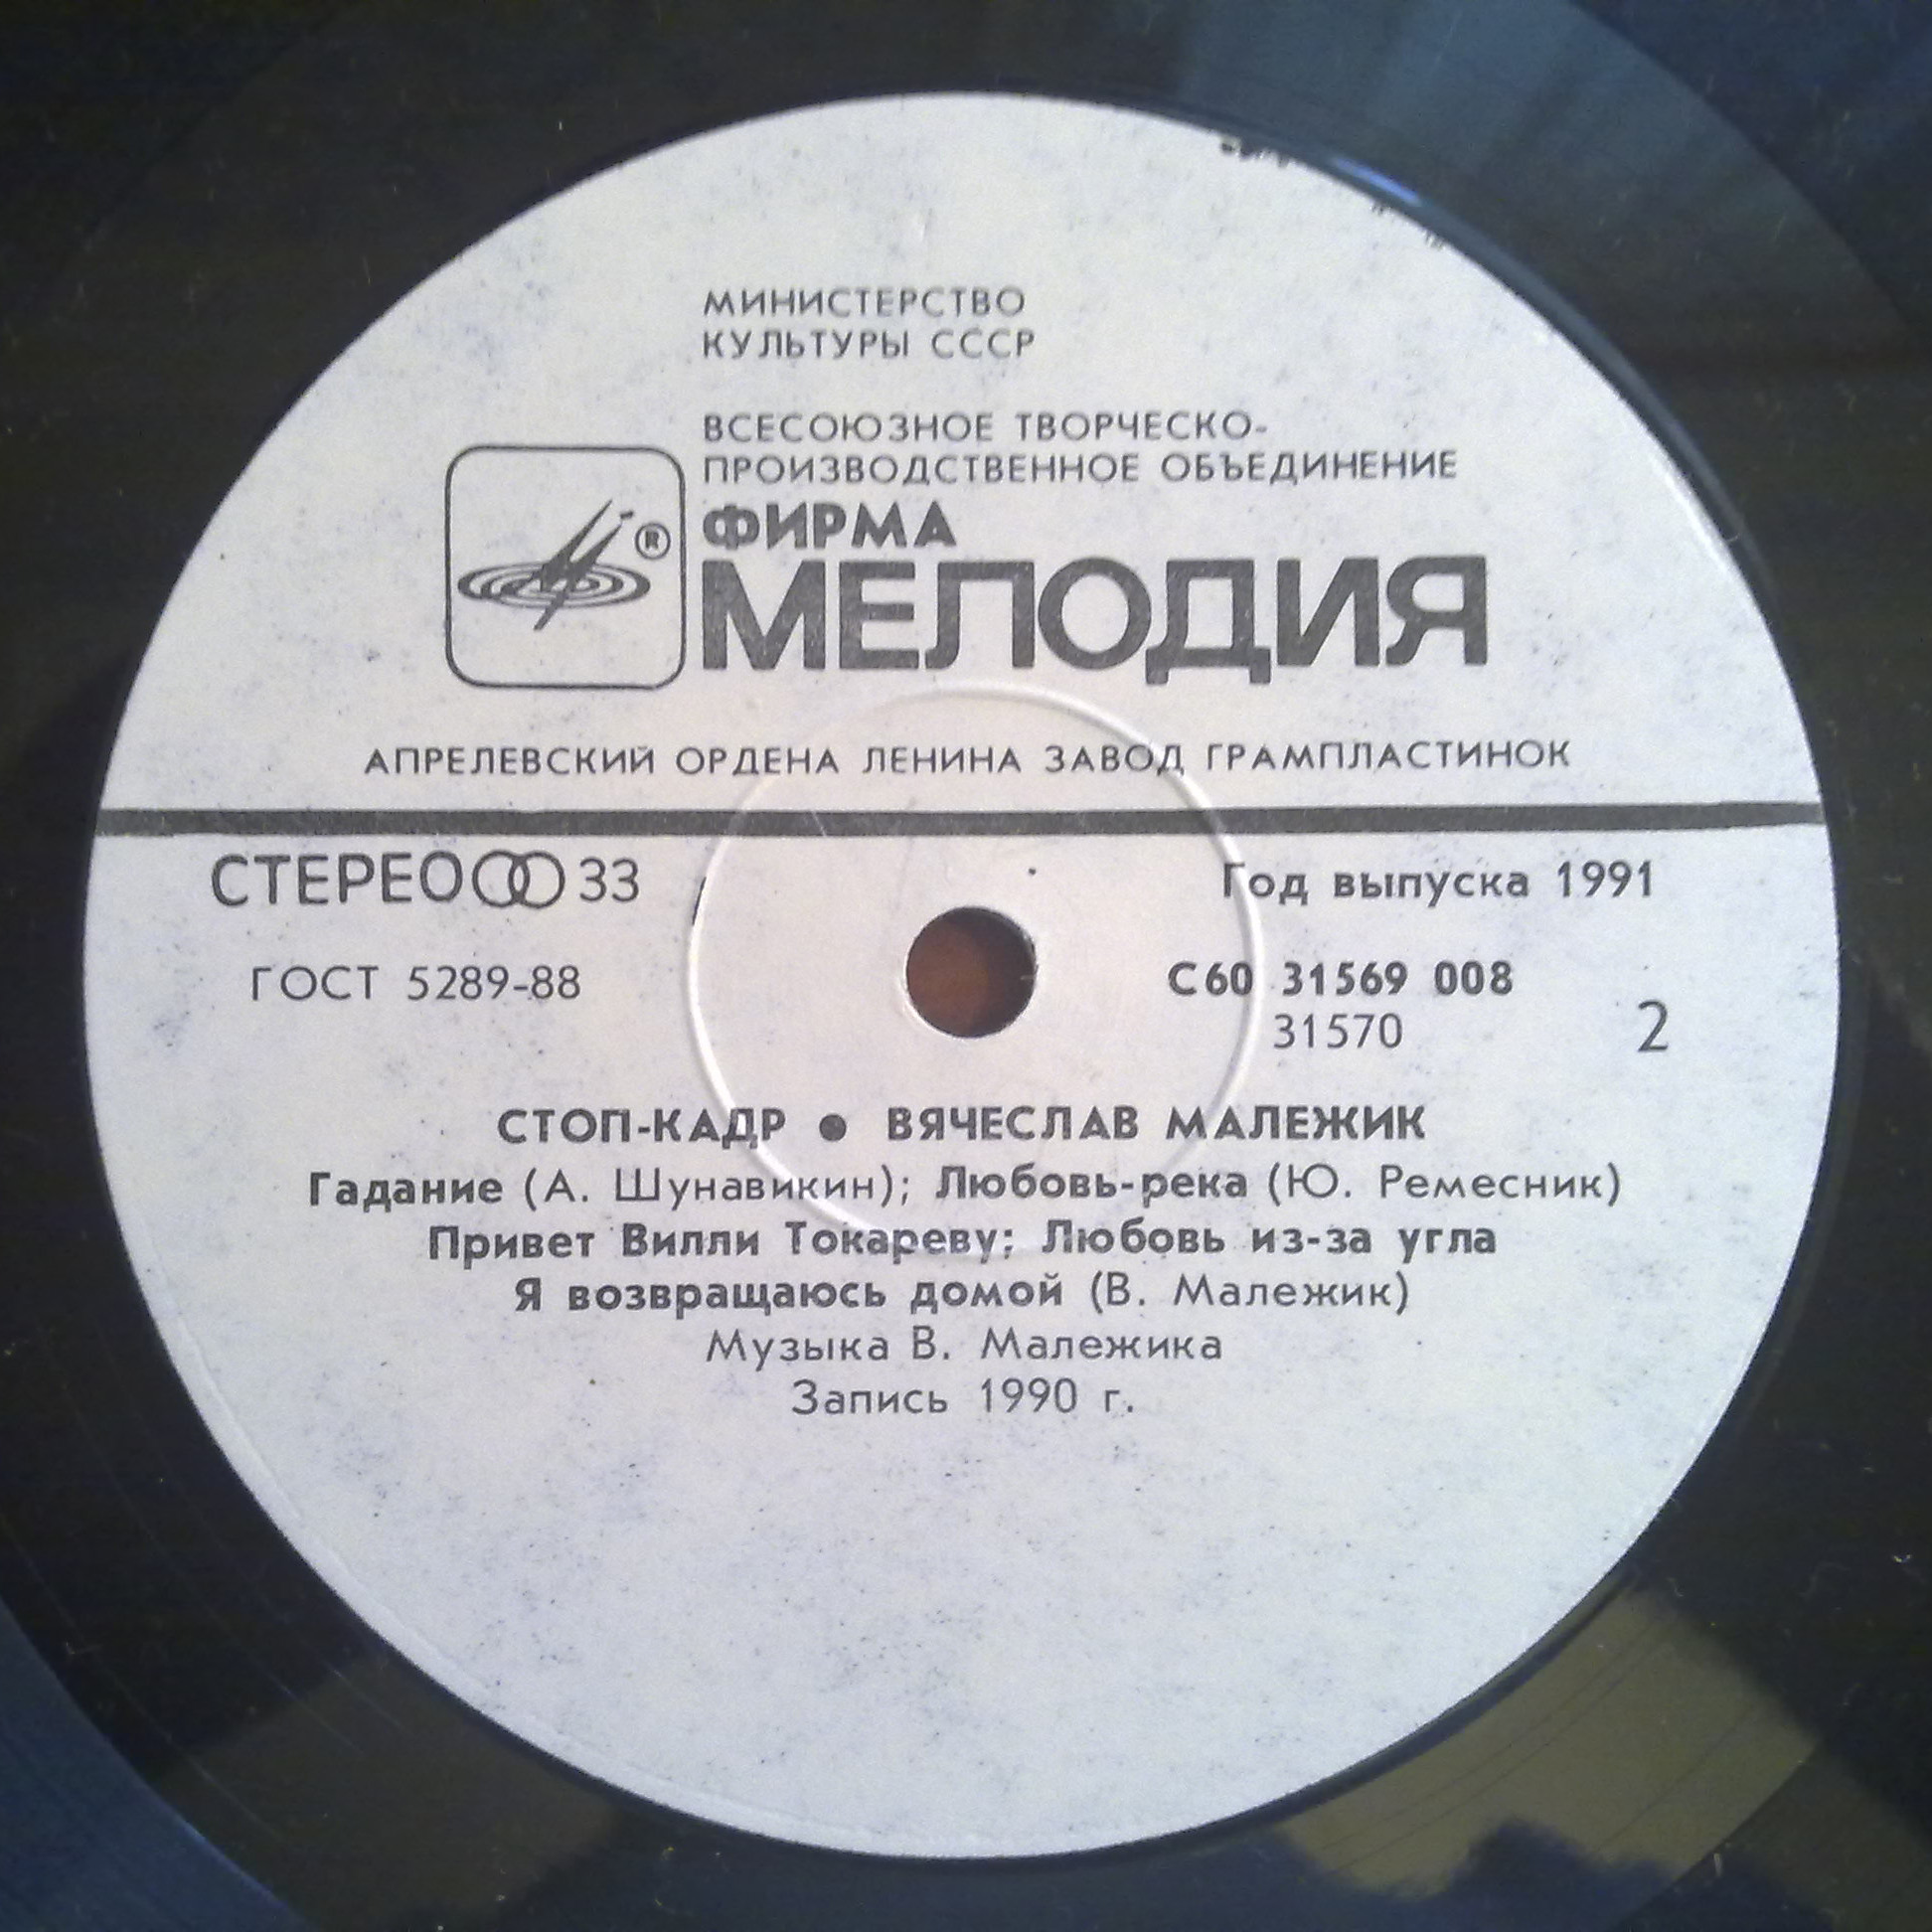 МИНИСТЕРСТВО
КУЛЬТУРЫ СССР
ВСЕСОЮЗНОЕ ТВОРЧЕСКО-
ПРОИЗВОДСТВЕННОЕ ОБЪЕДИНЕНИЕ
ФИРМА
®
МЕЛОДИЯ
АПРЕЛЕВСКИЙ ОРДЕНА ЛЕНИНА ЗАВОД ГРАМПЛАСТИНОК
СТЕРЕО 33
Год выпуска 1991
ГОСТ 5289-88
С60 31569 008
31570
2
СТОП-КАДР ● ВЯЧЕСЛАВ МАЛЕЖИК
Гадание (А. Шунавикин); Любовь-река (Ю. Ремесник)
Привет Вилли Токареву; Любовь из-за угла
Я возвращаюсь домой (В. Малежик)
Музыка В. Малежика
Запись 1990 г.